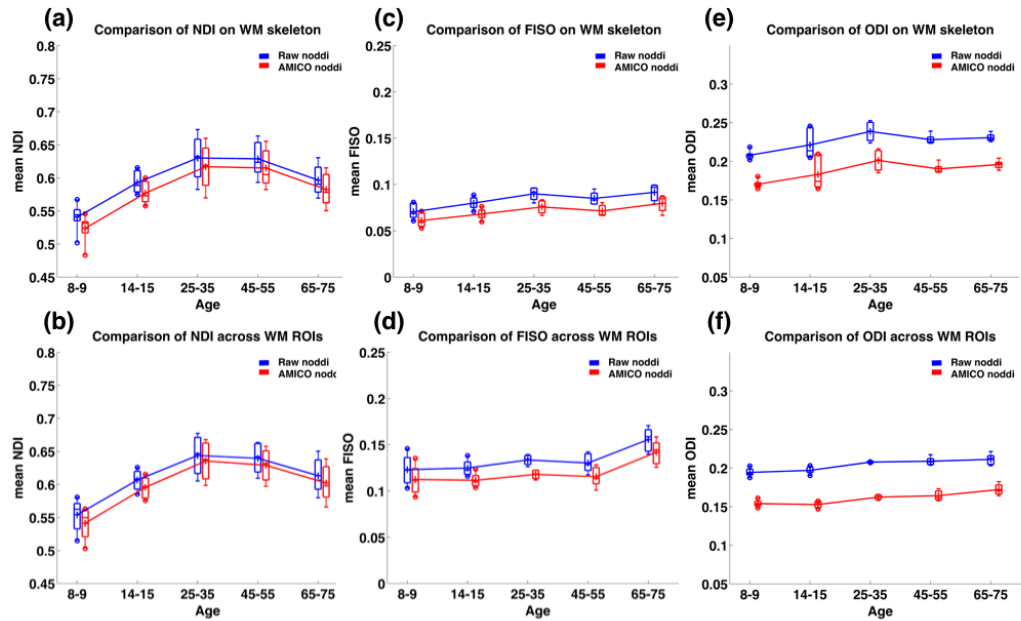 (a)
Comparison of NDI on WM skeleton
0.8
0.75
0.7
0.65
0.6
0.55
0.5
0.45
mean NDI
Raw noddi
AMICO noddi
8-9 14-15 25-35 45-55 65-75
Age
(c)
Comparison of FISO on WM skeleton
0.25
0.2
0.15
0.1
0.05
0
mean FISO
Raw noddi
AMICO noddi
8-9 14-15 25-35 45-55 65-75
Age
(e)
Comparison of ODI on WM skeleton
0.3
0.25
0.2
0.15
0.1
0.05
mean ODI
Raw noddi
AMICO noddi
8-9 14-15 25-35 45-55 65-75
Age
(b)
Comparison of NDI across WM ROIs
0.8
0.75
0.7
0.65
0.6
0.55
0.5
0.45
mean NDI
Raw noddi
AMICO nodc
8-9 14-15 25-35 45-55 65-75
Age
(d)
Comparison of FISO across WM ROIs
0.25
0.2
0.15
0.1
0.05
0
mean FISO
Raw noddi
AMICO noddi
8-9 14-15 25-35 45-55 65-75
Age
(f)
Comparison of ODI across WM ROIs
0.3
0.25
0.2
0.15
0.1
0.05
mean ODI
Raw noddi
AMICO noddi
8-9 14-15 25-35 45-55 65-75
Age